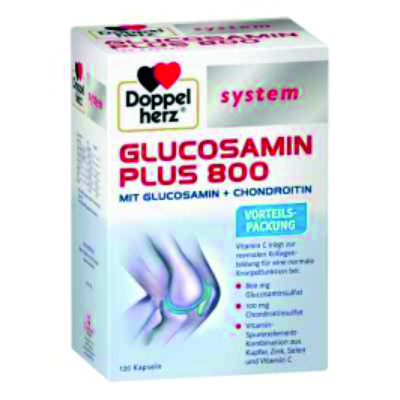 Doppel
herz®
system
GLUCOSAMIN
PLUS 800
MIT GLUCOSAMIN + CHONDROITIN
VORTEILS-
PACKUNG
Vitamin C trägt zur
normalen Kollagen-
bildung für eine normale
Knorpelfunktion bei.
800 mg
Glucosaminsulfat
100 mg
Chondroitinsulfat
Vitamin-
Spurenelement-
Kombination aus
Kupfer, Zink, Selen
und Vitamin C
120 Kapseln